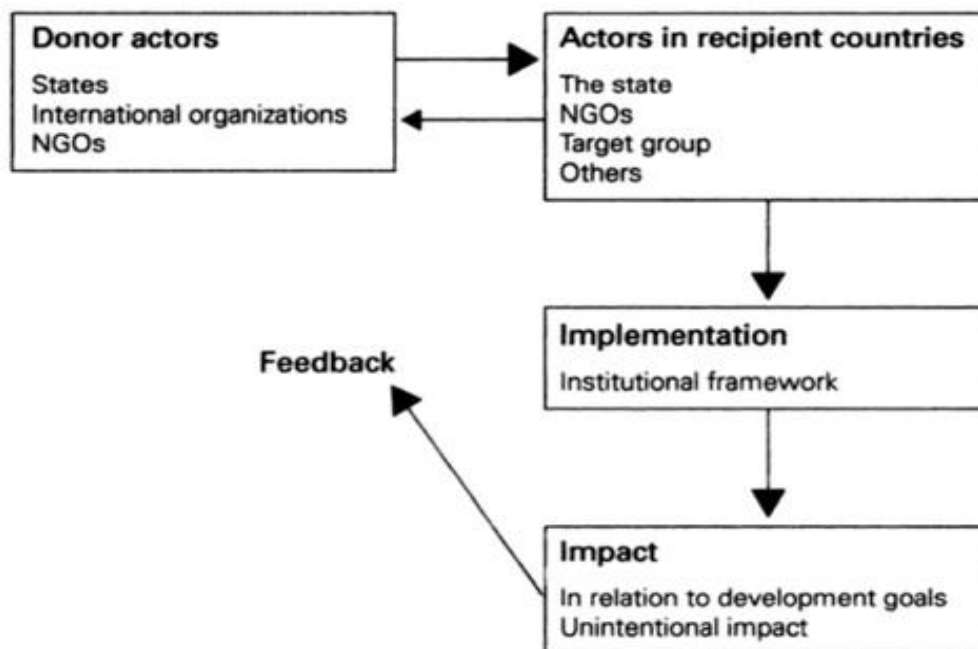 Donor actors
States
International organizations
NGOs
Actors in recipient countries
The state
NGOs
Target group
Others
Implementation
Institutional framework
Feedback
Impact
In relation to development goals
Unintentional impact